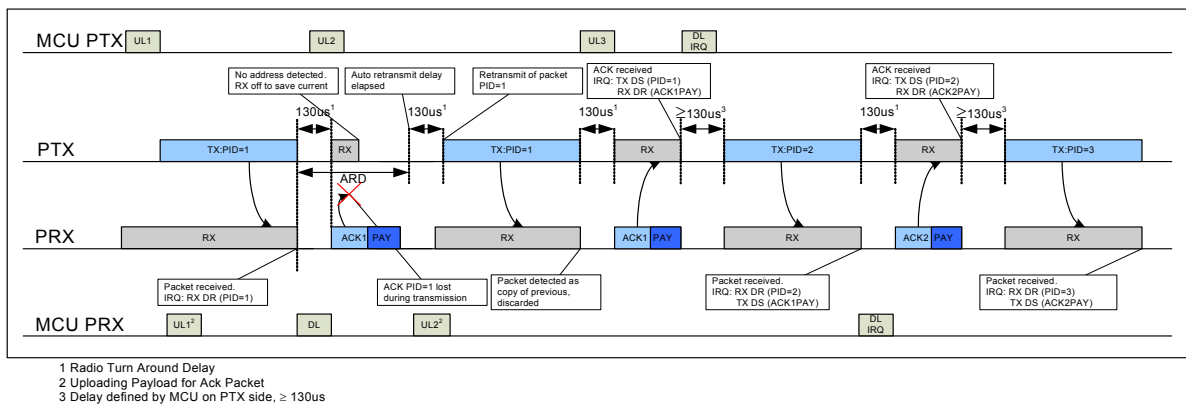 MCU PTX
UL1
UL2
UL3
DL
IRQ
No address detected.
RX off to save current
Auto retransmit delay
elapsed
Retransmit of packet
PID=1
ACK received
IRQ: TX DS (PID=1)
RX DR (ACK1PAY)
ACK received
IRQ: TX DS (PID=2)
RX DR (ACK2PAY)
130us¹
130us¹
130us¹
≥130us³
130us¹
≥130us³
PTX
TX:PID=1
RX
TX:PID=1
RX
TX:PID=2
RX
TX:PID=3
ARD
PRX
RX
ACK1 PAY
RX
ACK1 PAY
RX
ACK2 PAY
RX
Packet received.
IRQ: RX DR (PID=1)
ACK PID=1 lost
during transmission
Packet detected as
copy of previous,
discarded
Packet received.
IRQ: RX DR (PID=2)
TX DS (ACK1PAY)
Packet received.
IRQ: RX DR (PID=3)
TX DS (ACK2PAY)
MCU PRX
UL1²
DL
UL2²
DL
IRQ
1 Radio Turn Around Delay
2 Uploading Payload for Ack Packet
3 Delay defined by MCU on PTX side, ≥ 130us